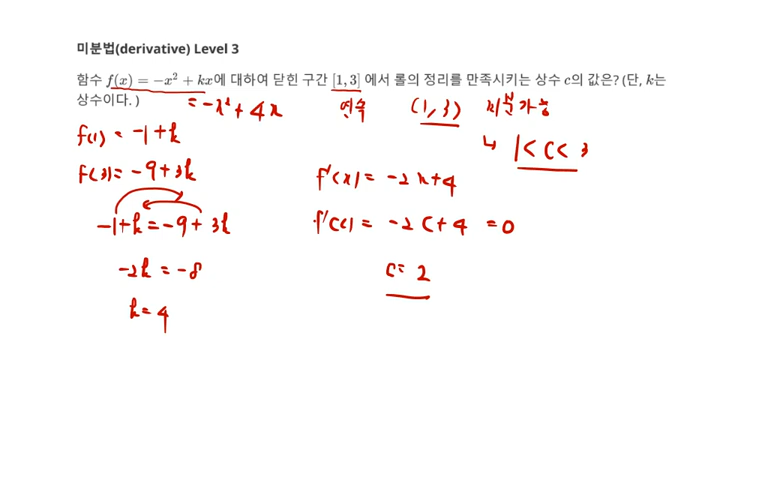 미분법(derivative) Level 3
함수 f(x) = −x² + kx에 대하여 닫힌 구간 [1, 3] 에서 롤의 정리를 만족시키는 상수 c의 값은? (단, k는
상수이다. )
= −x² + 4x 연속 (1, 3) 미분가능
↳ 1 < c < 3
f(1) = −1 + k
f(3) = −9 + 3k
−1 + k = −9 + 3k
−2k = −8
k = 4
f'(x) = −2x + 4
f'(c) = −2c + 4 = 0
c = 2